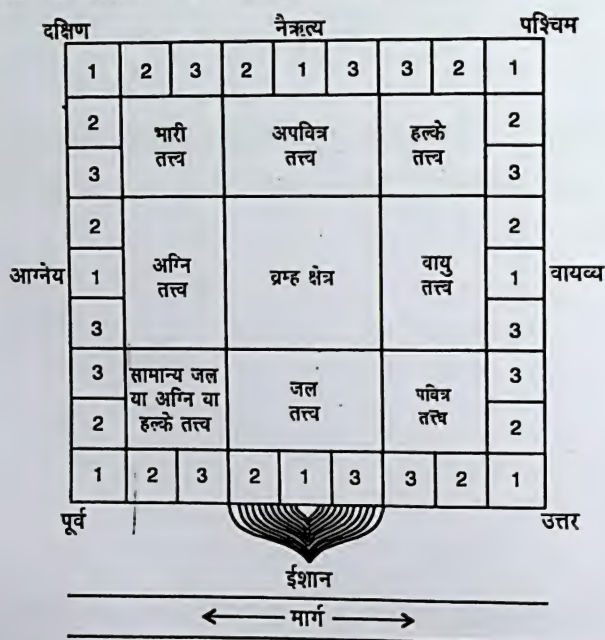 दक्षिण नैऋत्य पश्चिम
1 2 3 2 1 3 3 2 1
2 भारी तत्त्व अपवित्र तत्त्व हल्के तत्त्व 2
3 3
2 2
आग्नेय 1 अग्नि तत्त्व व्रम्ह क्षेत्र वायु तत्त्व 1 वायव्य
3 3
3 सामान्य जल या अग्नि वा हल्के तत्त्व जल तत्त्व पवित्र तत्त्व 3
2 2
1 2 3 2 1 3 3 2 1
पूर्व उत्तर
ईशान
मार्ग